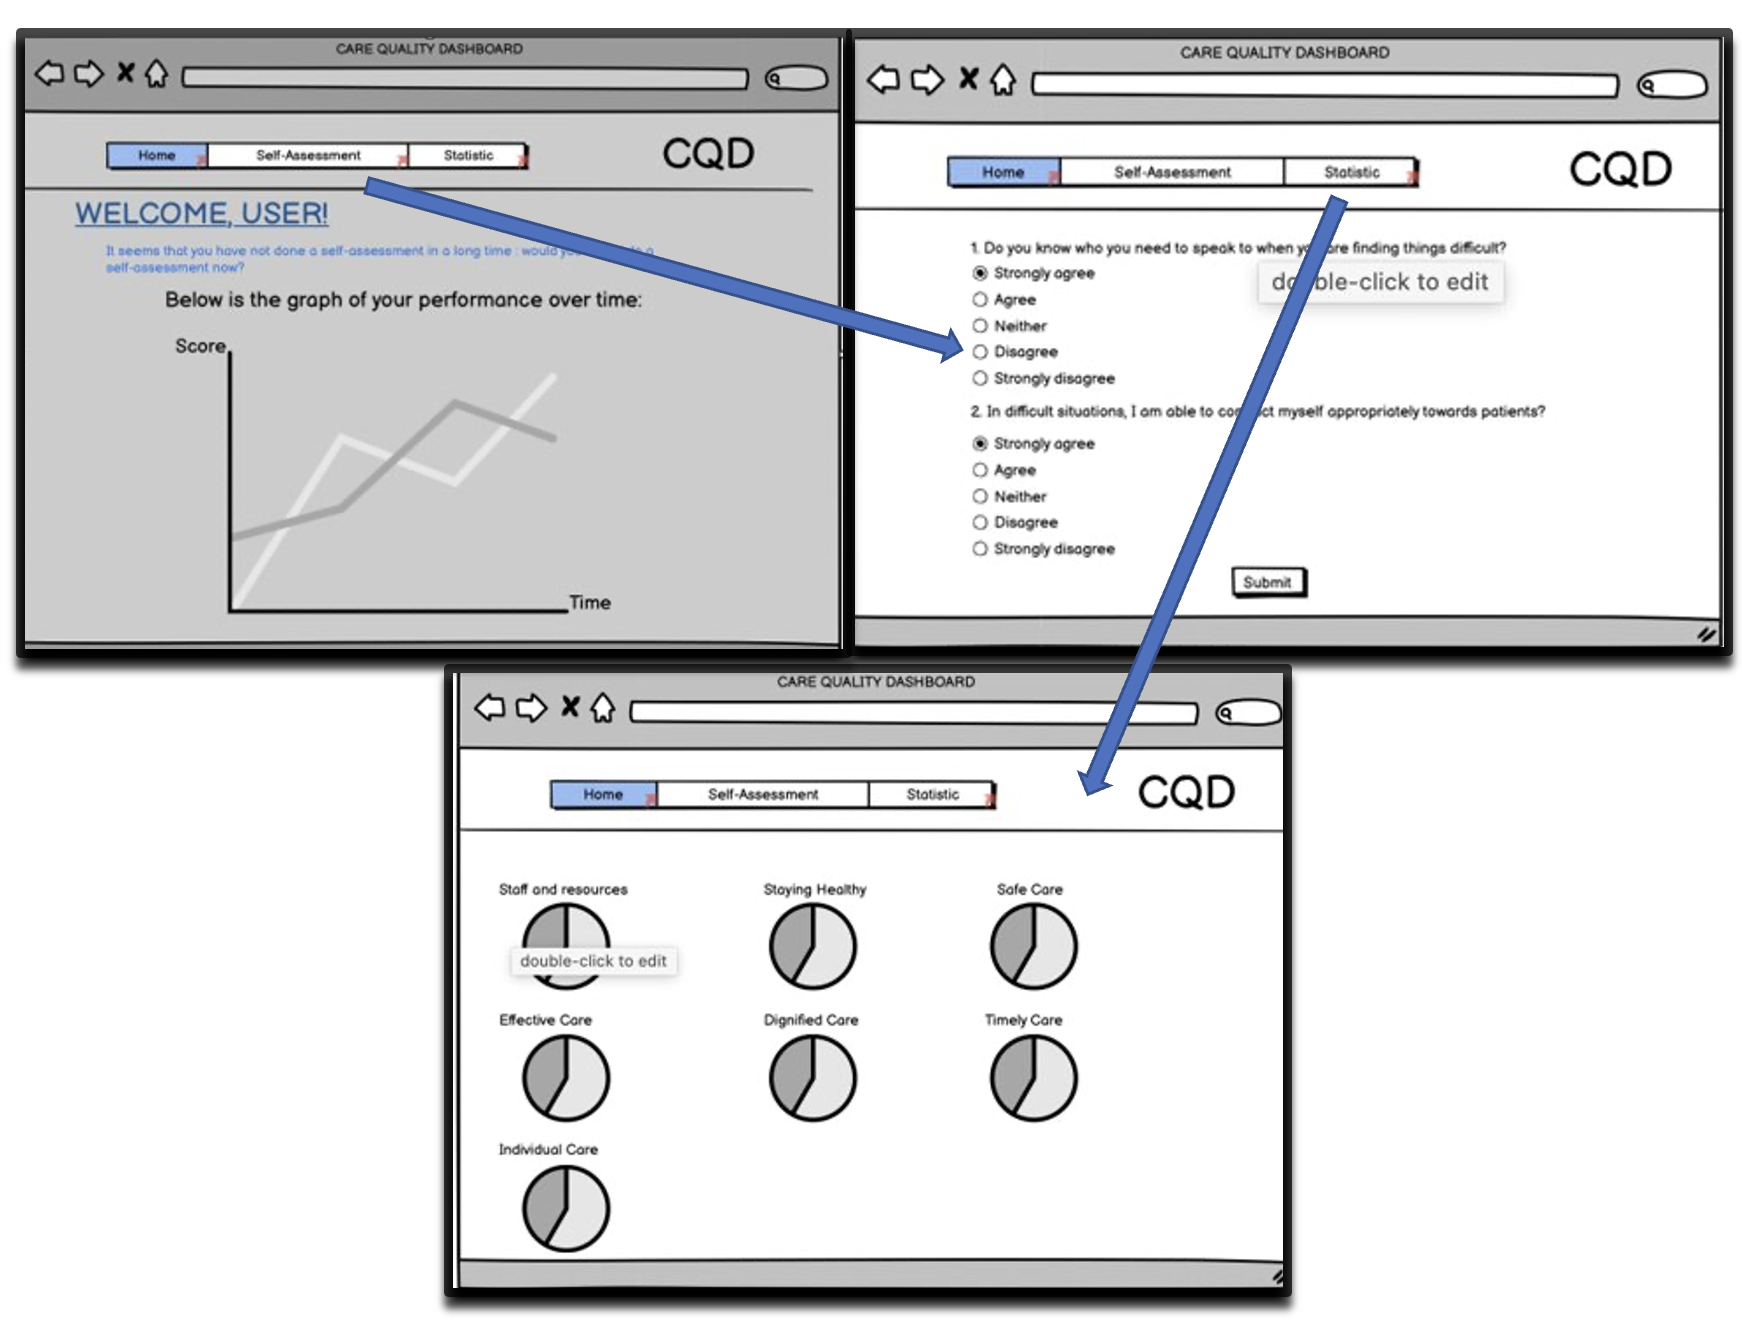 CARE QUALITY DASHBOARD
Home Self-Assessment Statistic
CQD
WELCOME, USER!
It seems that you have not done a self-assessment in a long time : would you
self-assessment now?
Below is the graph of your performance over time:
Score
Time
CARE QUALITY DASHBOARD
Home Self-Assessment Statistic
CQD
1. Do you know who you need to speak to when you are finding things difficult?
Strongly agree
double-click to edit
Agree
Neither
Disagree
Strongly disagree
2. In difficult situations, I am able to conduct myself appropriately towards patients?
Strongly agree
Agree
Neither
Disagree
Strongly disagree
Submit
CARE QUALITY DASHBOARD
Home Self-Assessment Statistic
CQD
Staff and resources Staying Healthy Safe Care
double-click to edit
Effective Care Dignified Care Timely Care
Individual Care